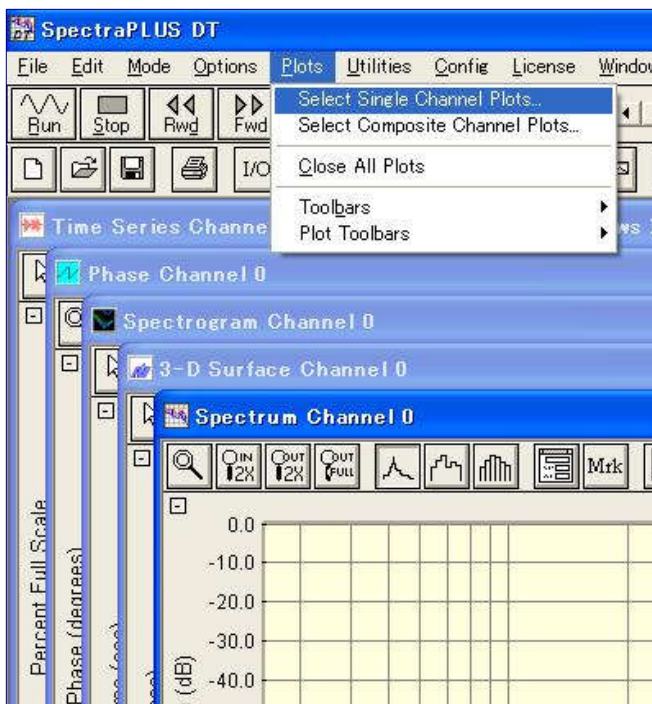 SpectraPLUS DT
File Edit Mode Options Plots Utilities Config License Window
Run Stop Rwd Fwd
Select Single Channel Plots...
Select Composite Channel Plots...
Close All Plots
Toolbars
Plot Toolbars
I/O
Time Series Channe
Phase Channel 0
Spectrogram Channel 0
3-D Surface Channel 0
Spectrum Channel 0
IN 2X OUT 2X OUT FULL Mrk
0.0
-10.0
-20.0
-30.0
-40.0
Percent Full Scale
Phase (degrees)
(dB)